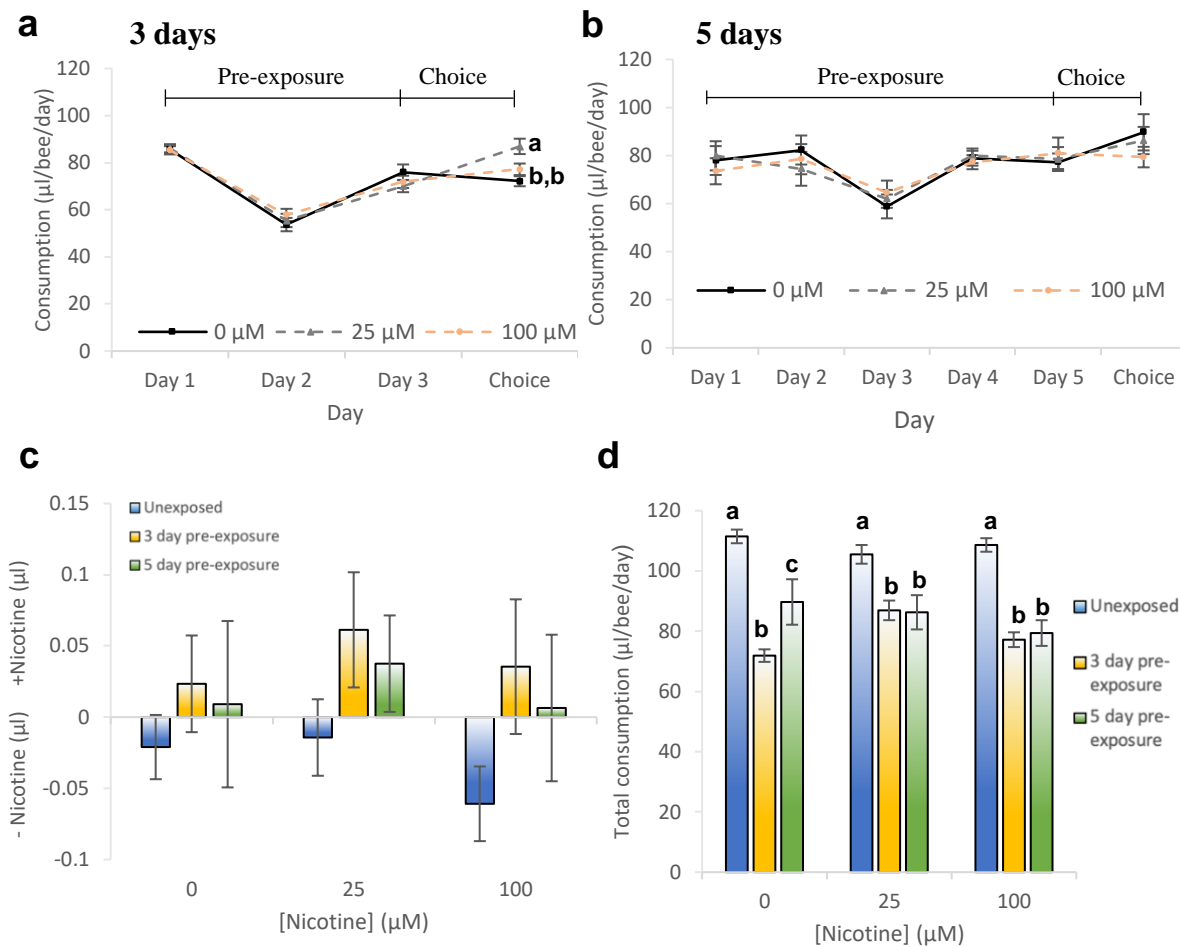 a
3 days
Consumption (µl/bee/day)
120
100
80
60
40
20
0
Pre-exposure
Choice
a
b,b
0 µM
25 µM
100 µM
Day 1
Day 2
Day 3
Choice
Day
b
5 days
Consumption (µl/bee/day)
120
100
80
60
40
20
0
Pre-exposure
Choice
0 µM
25 µM
100 µM
Day 1
Day 2
Day 3
Day 4
Day 5
Choice
Day
c
- Nicotine (µl)
+Nicotine (µl)
0.15
0.1
0.05
0
-0.05
-0.1
Unexposed
3 day pre-exposure
5 day pre-exposure
0
25
100
[Nicotine] (µM)
d
Total consumption (µl/bee/day)
120
100
80
60
40
20
0
a
b
c
a
b
b
a
b
b
0
25
100
[Nicotine] (µM)
Unexposed
3 day pre-
exposure
5 day pre-
exposure